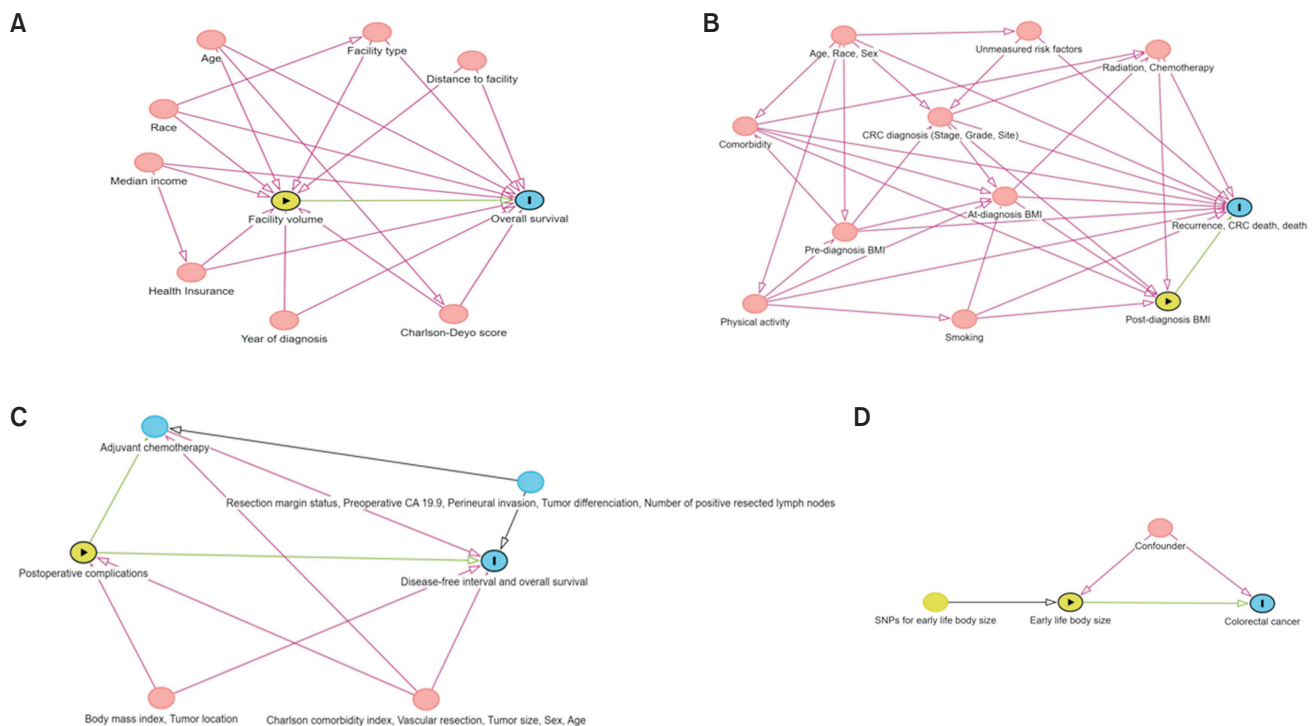 A
Age
Facility type
Distance to facility
Race
Median income
Facility volume
Overall survival
Health Insurance
Year of diagnosis
Charlson-Deyo score
B
Age, Race, Sex
Unmeasured risk factors
Radiation, Chemotherapy
Comorbidity
CRC diagnosis (Stage, Grade, Site)
At-diagnosis BMI
Recurrence, CRC death, death
Pre-diagnosis BMI
Physical activity
Smoking
Post-diagnosis BMI
C
Adjuvant chemotherapy
Resection margin status, Preoperative CA 19.9, Perineural invasion, Tumor differenciation, Number of positive resected lymph nodes
Postoperative complications
Disease-free interval and overall survival
Body mass index, Tumor location
Charlson comorbidity index, Vascular resection, Tumor size, Sex, Age
D
Confounder
SNPs for early life body size
Early life body size
Colorectal cancer